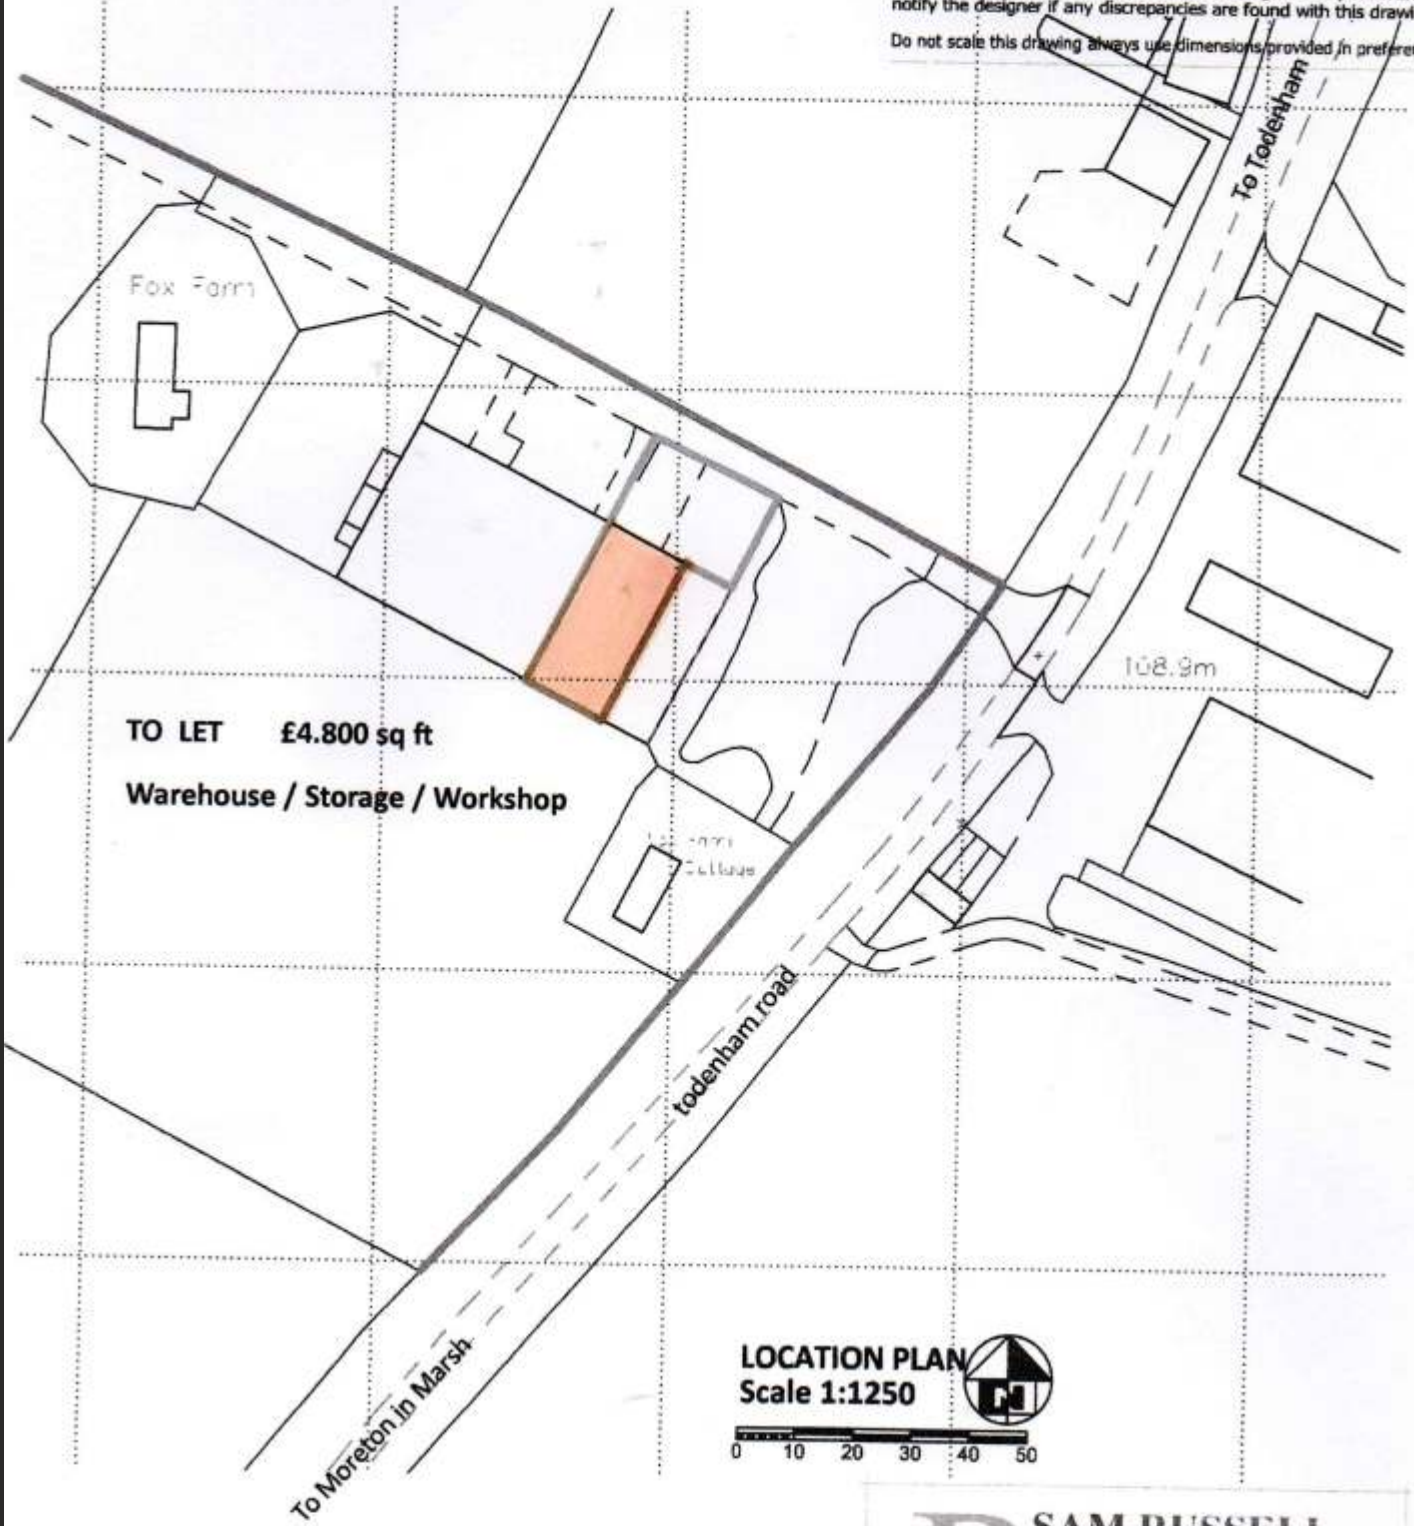 notify the designer if any discrepancies are found with this
Do not scale this drawing always use dimensions provided in
To Todenham
Fox Farm
108.9m
TO LET £4.800 sq ft
Warehouse / Storage / Workshop
Cottage
todenham road
To Moreton in Marsh
LOCATION PLAN
Scale 1:1250
N
0 10 20 30 40 50
SAM RUSSELL